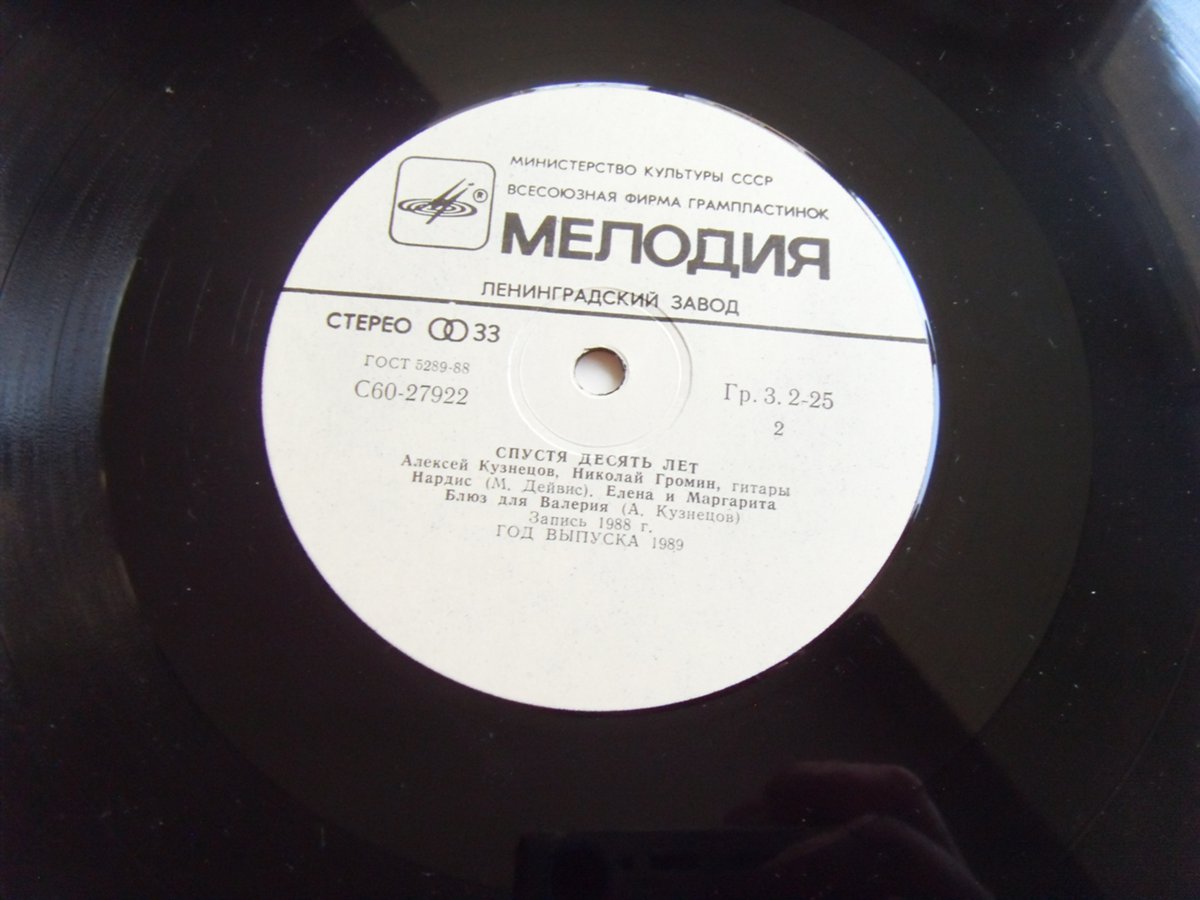 МИНИСТЕРСТВО КУЛЬТУРЫ СССР
ВСЕСОЮЗНАЯ ФИРМА ГРАМПЛАСТИНОК
®
МЕЛОДИЯ
ЛЕНИНГРАДСКИЙ ЗАВОД
СТЕРЕО 33
ГОСТ 5289-88
С60-27922
Гр. 3. 2-25
2
СПУСТЯ ДЕСЯТЬ ЛЕТ
Алексей Кузнецов, Николай Громин, гитары
Нардис (М. Дейвис). Елена и Маргарита
Блюз для Валерия (А. Кузнецов)
Запись 1988 г.
ГОД ВЫПУСКА 1989